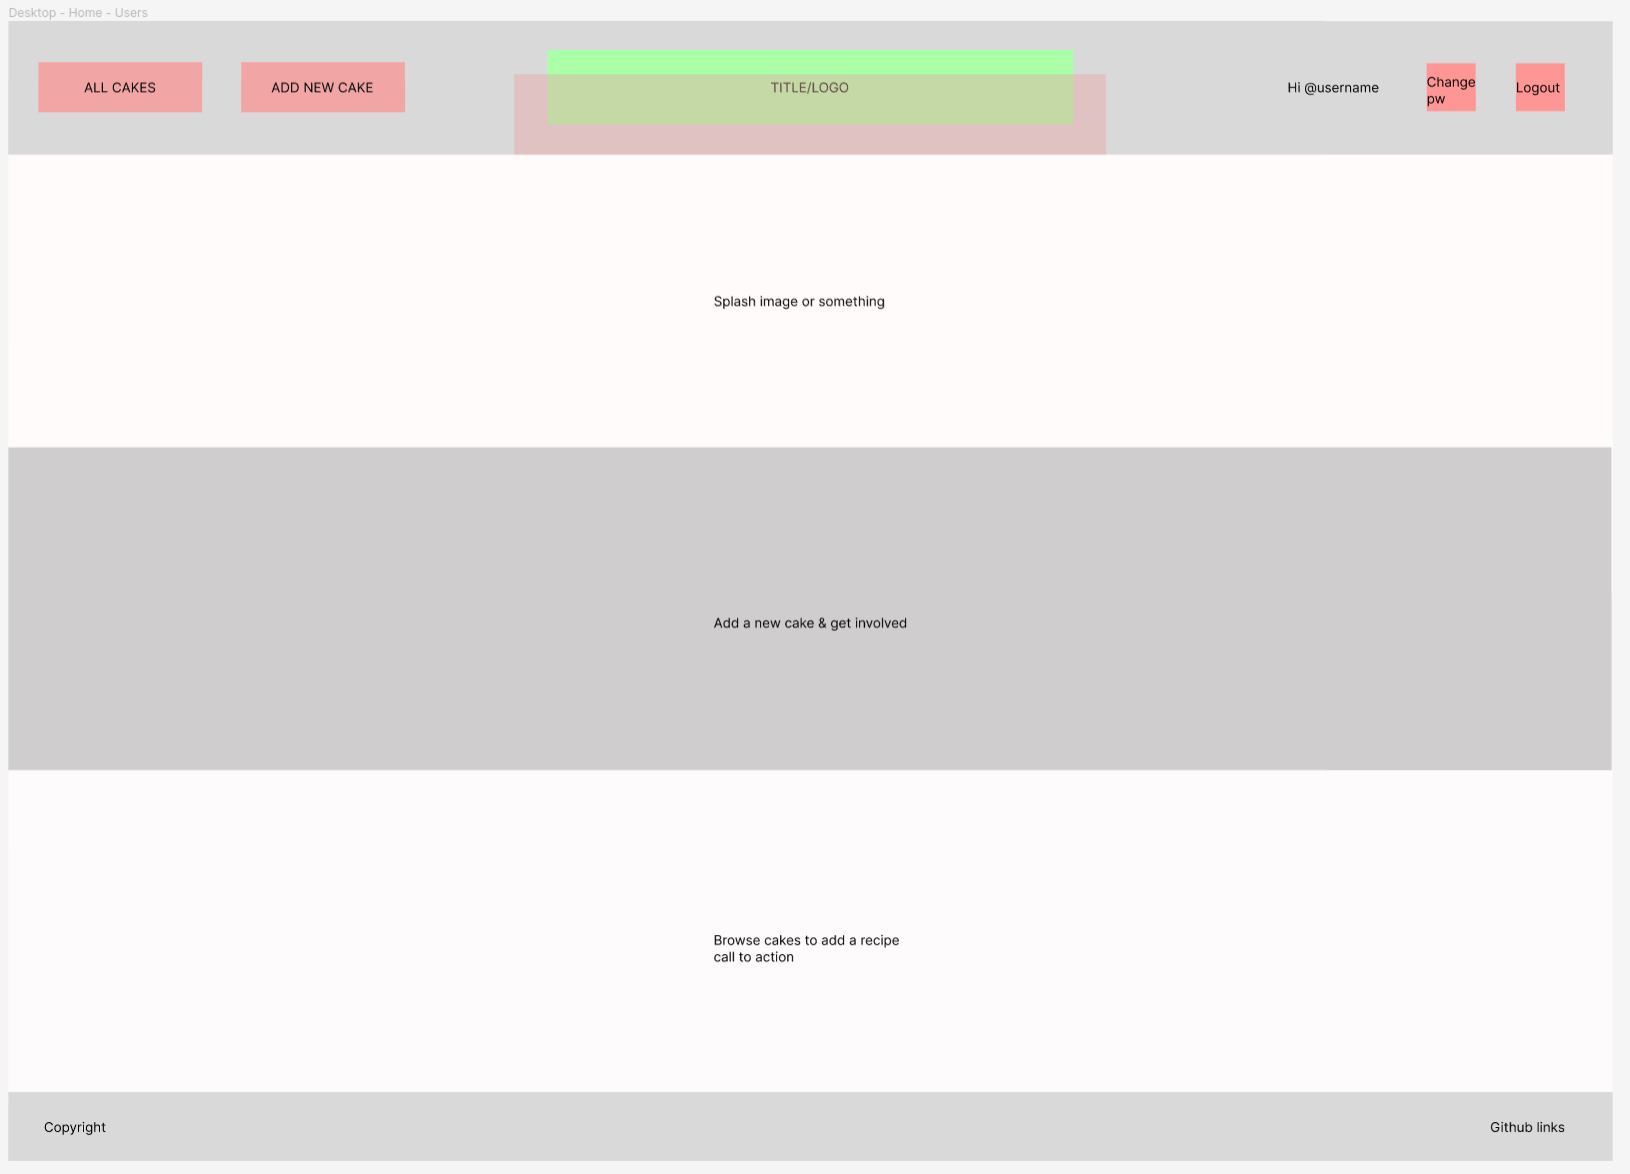 Desktop - Home - Users
ALL CAKES
ADD NEW CAKE
TITLE/LOGO
Hi @username
Change
pw
Logout
Splash image or something
Add a new cake & get involved
Browse cakes to add a recipe
call to action
Copyright
Github links